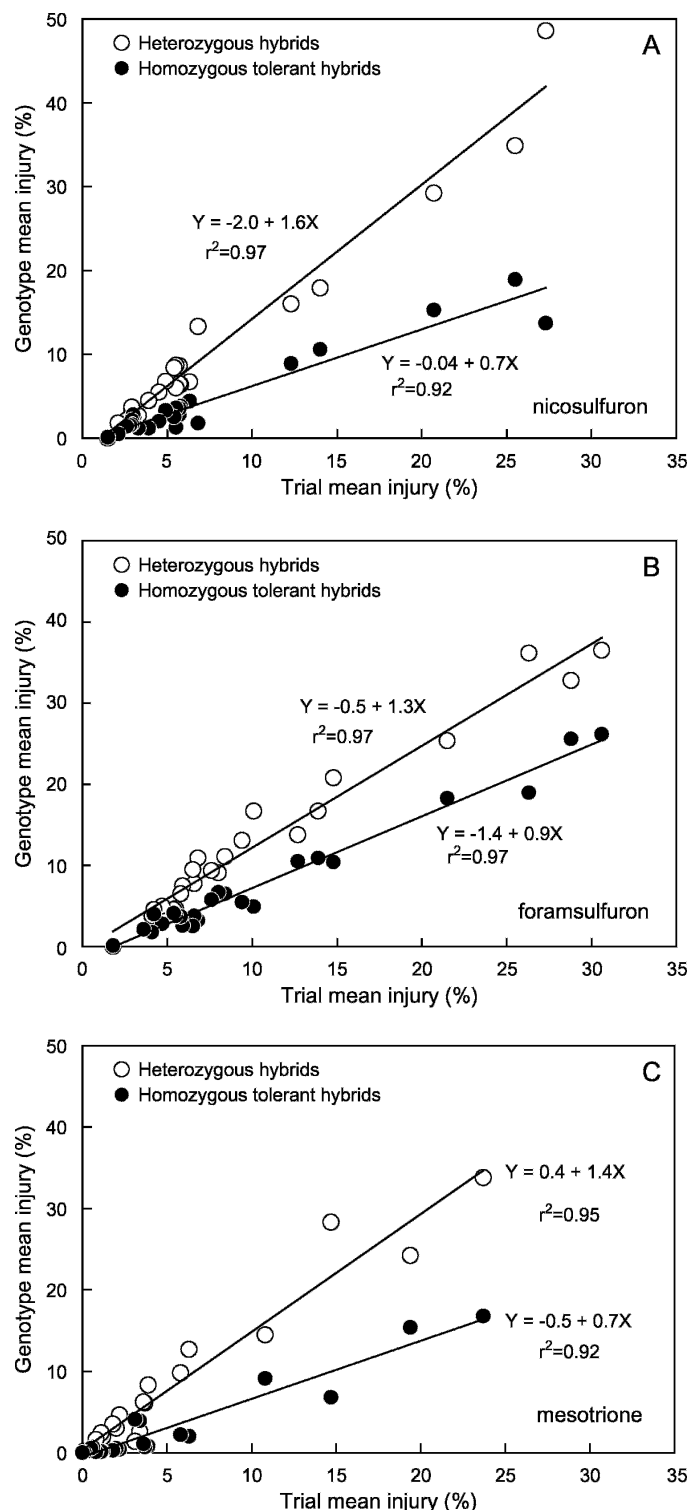 A
Heterozygous hybrids
Homozygous tolerant hybrids
Genotype mean injury (%)
50
40
30
20
10
0
Y = -2.0 + 1.6X
r²=0.97
Y = -0.04 + 0.7X
r²=0.92
nicosulfuron
0 5 10 15 20 25 30 35
Trial mean injury (%)
B
Heterozygous hybrids
Homozygous tolerant hybrids
Genotype mean injury (%)
50
40
30
20
10
0
Y = -0.5 + 1.3X
r²=0.97
Y = -1.4 + 0.9X
r²=0.97
foramsulfuron
0 5 10 15 20 25 30 35
Trial mean injury (%)
C
Heterozygous hybrids
Homozygous tolerant hybrids
Genotype mean injury (%)
50
40
30
20
10
0
Y = 0.4 + 1.4X
r²=0.95
Y = -0.5 + 0.7X
r²=0.92
mesotrione
0 5 10 15 20 25 30 35
Trial mean injury (%)